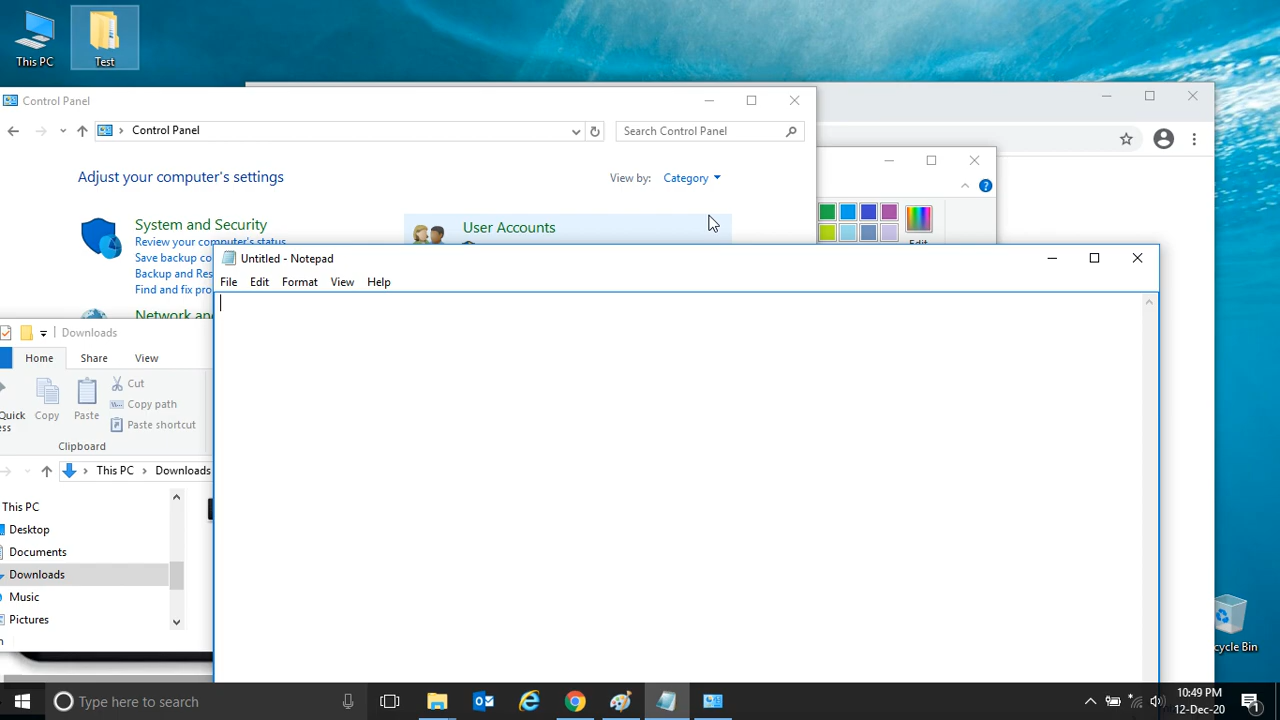 This PC
Test
Control Panel
Control Panel
Search Control Panel
Adjust your computer's settings
View by: Category
System and Security
Review your computer's status
Save backup co
Backup and Res
Find and fix pro
User Accounts
Edit
Network an
Untitled - Notepad
File Edit Format View Help
Downloads
Home Share View
Quick
ess
Copy
Paste
Cut
Copy path
Paste shortcut
Clipboard
This PC > Downloads
This PC
Desktop
Documents
Downloads
Music
Pictures
cycle Bin
Type here to search
10:49 PM
12-Dec-20
1